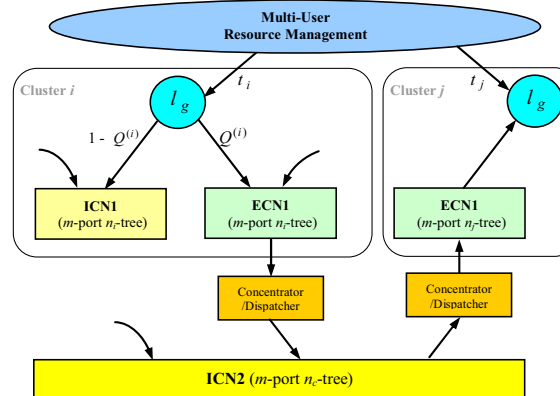 Multi-User
Resource Management
Cluster i
t i
l g
1 - Q(i)
Q(i)
ICN1
(m-port ni-tree)
ECN1
(m-port ni-tree)
Cluster j
t j
l g
ECN1
(m-port nj-tree)
Concentrator
/Dispatcher
Concentrator
/Dispatcher
ICN2 (m-port nc-tree)